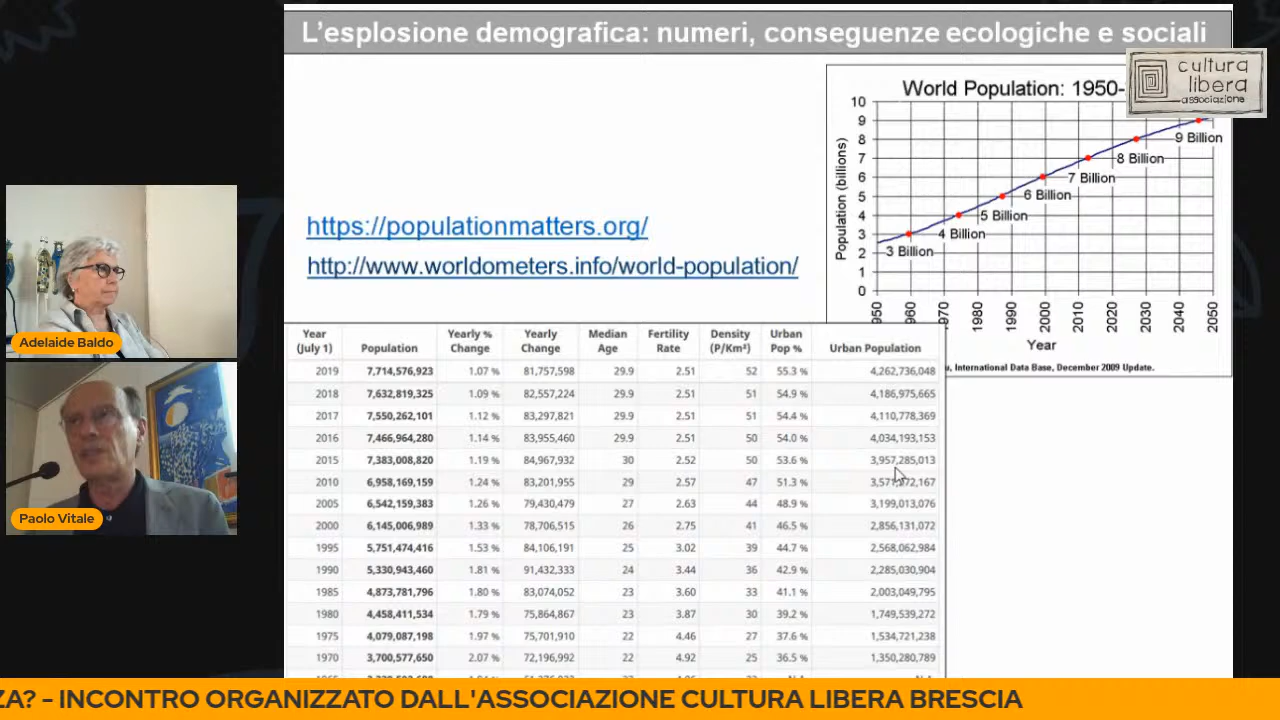 L'esplosione demografica: numeri, conseguenze ecologiche e sociali
cultura
libera
associazione
World Population: 1950-
10
9
8
7
6
5
4
3
2
1
0
Population (billions)
3 Billion
4 Billion
5 Billion
6 Billion
7 Billion
8 Billion
9 Billion
950 1960 1980 1990 2000 2010 2020 2030 2040 2050
Year
u, International Data Base, December 2009 Update.
https://populationmatters.org/
http://www.worldometers.info/world-population/
Year (July 1) Population Yearly % Change Yearly Change Median Age Fertility Rate Density (P/Km²) Urban Pop % Urban Population
2019 7,714,576,923 1.07 % 81,757,598 29.9 2.51 52 55.3 % 4,262,736,048
2018 7,632,819,325 1.09 % 82,557,224 29.9 2.51 51 54.9 % 4,186,975,665
2017 7,550,262,101 1.12 % 83,297,821 29.9 2.51 51 54.4 % 4,110,778,369
2016 7,466,964,280 1.14 % 83,955,460 29.9 2.51 50 54.0 % 4,034,193,153
2015 7,383,008,820 1.19 % 84,967,932 30 2.52 50 53.6 % 3,957,285,013
2010 6,958,169,159 1.24 % 83,201,955 29 2.57 47 51.3 %
2005 6,542,159,383 1.26 % 79,430,479 27 2.63 44 48.9 % 3,199,013,076
2000 6,145,006,989 1.33 % 78,706,515 26 2.75 41 46.5 % 2,856,131,072
1995 5,751,474,416 1.53 % 84,106,191 25 3.02 39 44.7 % 2,568,062,984
1990 5,330,943,460 1.81 % 91,432,333 24 3.44 36 42.9 % 2,285,030,904
1985 4,873,781,796 1.80 % 83,074,052 23 3.60 33 41.1 % 2,003,049,795
1980 4,458,411,534 1.79 % 75,864,867 23 3.87 30 39.2 % 1,749,539,272
1975 4,079,087,198 1.97 % 75,701,910 22 4.46 27 37.6 % 1,534,721,238
1970 3,700,577,650 2.07 % 72,196,992 22 4.92 25 36.5 % 1,350,280,789
Adelaide Baldo
Paolo Vitale
ZA? - INCONTRO ORGANIZZATO DALL'ASSOCIAZIONE CULTURA LIBERA BRESCIA